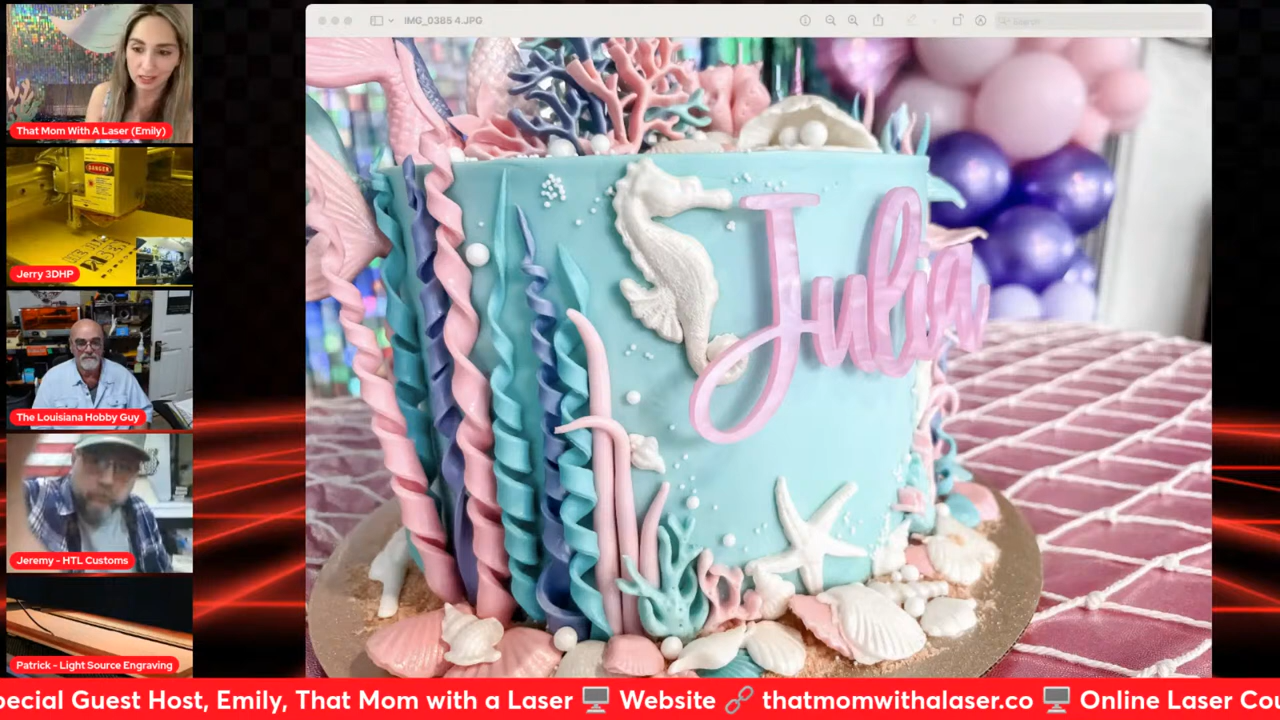 IMG_0385 4.JPG
Search
That Mom With A Laser (Emily)
DANGER
Jerry 3DHP
The Louisiana Hobby Guy
Jeremy - HTL Customs
Patrick - Light Source Engraving
Julia
pecial Guest Host, Emily, That Mom with a Laser 🖥️ Website 🔗 thatmomwithalaser.co 🖥️ Online Laser Cou